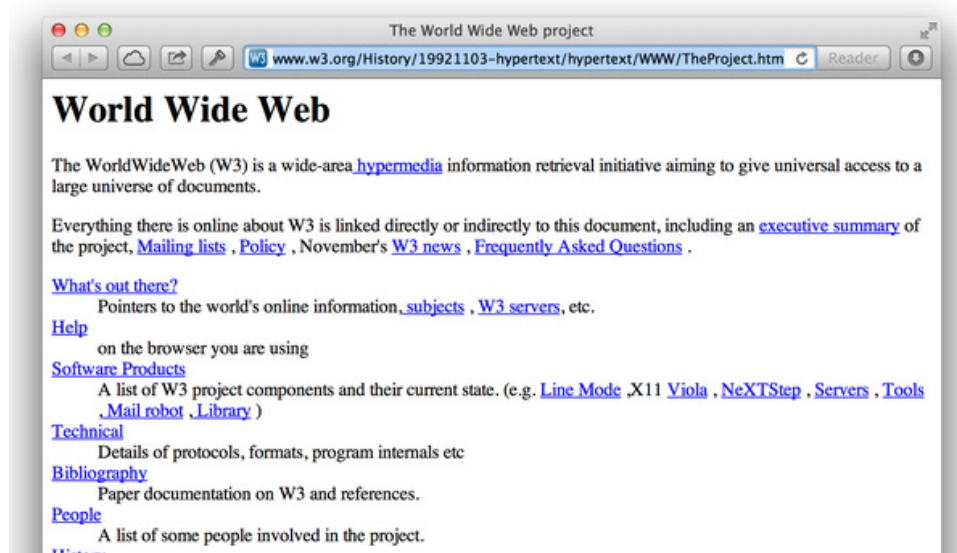 The World Wide Web project
W3 www.w3.org/History/19921103-hypertext/hypertext/WWW/TheProject.htm Reader
World Wide Web
The WorldWideWeb (W3) is a wide-area hypermedia information retrieval initiative aiming to give universal access to a
large universe of documents.
Everything there is online about W3 is linked directly or indirectly to this document, including an executive summary of
the project, Mailing lists , Policy , November's W3 news , Frequently Asked Questions .
What's out there?
Pointers to the world's online information, subjects , W3 servers, etc.
Help
on the browser you are using
Software Products
A list of W3 project components and their current state. (e.g. Line Mode ,X11 Viola , NeXTStep , Servers , Tools
, Mail robot , Library )
Technical
Details of protocols, formats, program internals etc
Bibliography
Paper documentation on W3 and references.
People
A list of some people involved in the project.